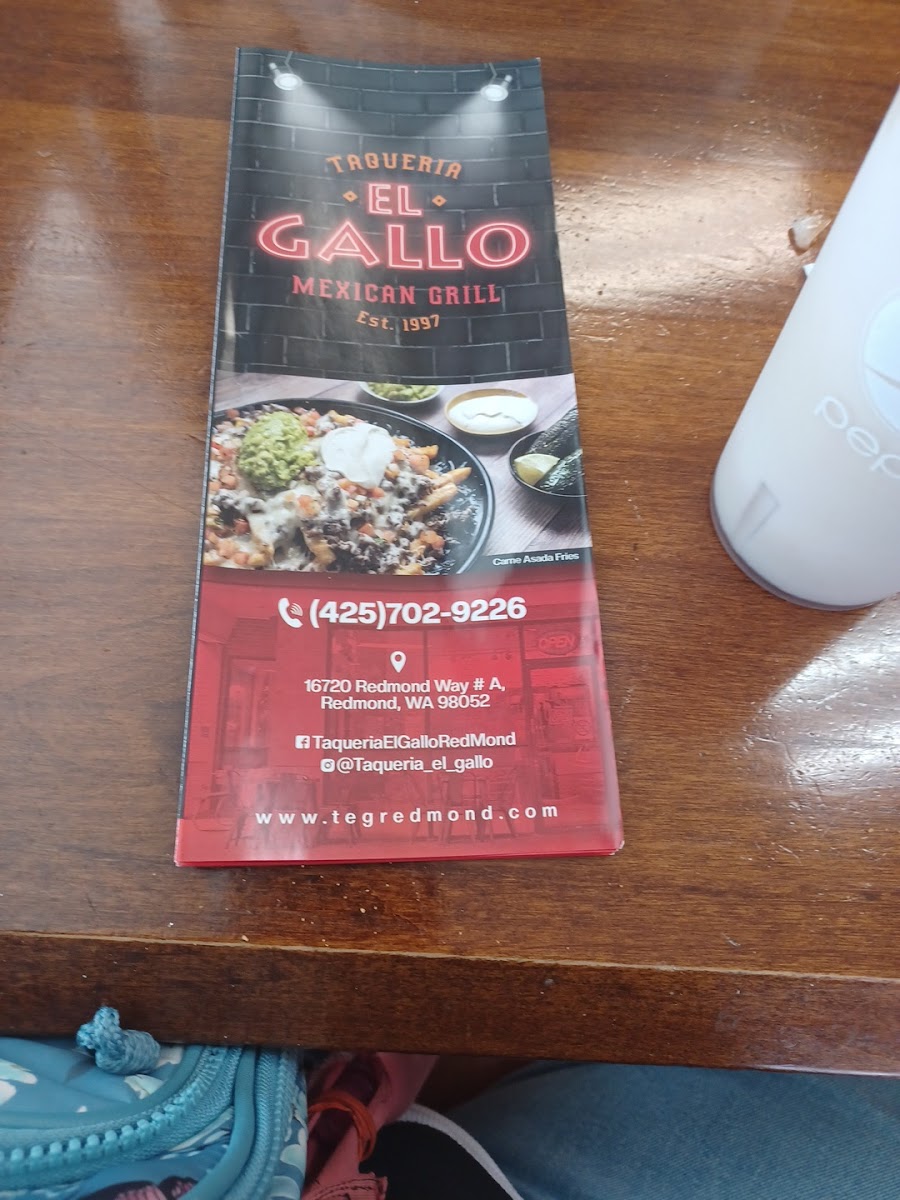 TAQUERIA
EL
GALLO
MEXICAN GRILL
Est. 1997
Carne Asada Fries
(425)702-9226
OPEN
16720 Redmond Way # A,
Redmond, WA 98052
TaqueriaElGalloRedMond
@Taqueria_el_gallo
www.tegredmond.com